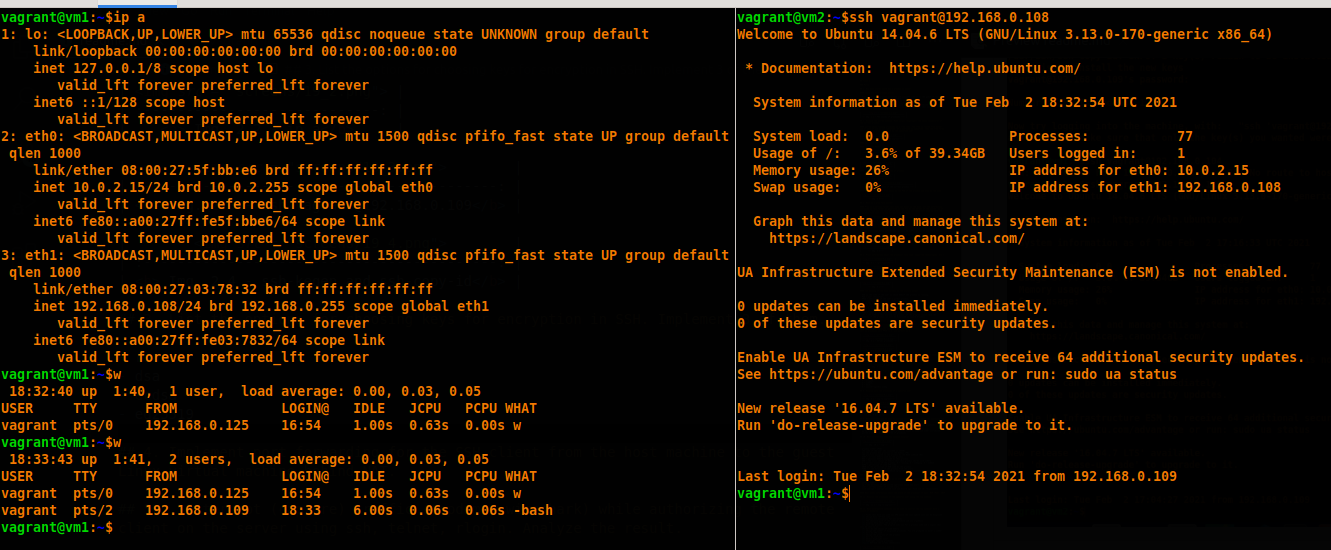 vagrant@vm1:~$ip a
1: lo: <LOOPBACK,UP,LOWER_UP> mtu 65536 qdisc noqueue state UNKNOWN group default
    link/loopback 00:00:00:00:00:00 brd 00:00:00:00:00:00
    inet 127.0.0.1/8 scope host lo
       valid_lft forever preferred_lft forever
    inet6 ::1/128 scope host
       valid_lft forever preferred_lft forever
2: eth0: <BROADCAST,MULTICAST,UP,LOWER_UP> mtu 1500 qdisc pfifo_fast state UP group default
 qlen 1000
    link/ether 08:00:27:5f:bb:e6 brd ff:ff:ff:ff:ff:ff
    inet 10.0.2.15/24 brd 10.0.2.255 scope global eth0
       valid_lft forever preferred_lft forever
    inet6 fe80::a00:27ff:fe5f:bbe6/64 scope link
       valid_lft forever preferred_lft forever
3: eth1: <BROADCAST,MULTICAST,UP,LOWER_UP> mtu 1500 qdisc pfifo_fast state UP group default
 qlen 1000
    link/ether 08:00:27:03:78:32 brd ff:ff:ff:ff:ff:ff
    inet 192.168.0.108/24 brd 192.168.0.255 scope global eth1
       valid_lft forever preferred_lft forever
    inet6 fe80::a00:27ff:fe03:7832/64 scope link
       valid_lft forever preferred_lft forever
vagrant@vm1:~$w
 18:32:40 up  1:40,  1 user,  load average: 0.00, 0.03, 0.05
USER     TTY      FROM             LOGIN@   IDLE   JCPU   PCPU WHAT
vagrant  pts/0    192.168.0.125    16:54    1.00s  0.63s  0.00s w
vagrant@vm1:~$w
 18:33:43 up  1:41,  2 users,  load average: 0.00, 0.03, 0.05
USER     TTY      FROM             LOGIN@   IDLE   JCPU   PCPU WHAT
vagrant  pts/0    192.168.0.125    16:54    1.00s  0.63s  0.00s w
vagrant  pts/2    192.168.0.109    18:33    6.00s  0.06s  0.06s -bash
vagrant@vm1:~$
vagrant@vm2:~$ssh vagrant@192.168.0.108
Welcome to Ubuntu 14.04.6 LTS (GNU/Linux 3.13.0-170-generic x86_64)
 * Documentation:  https://help.ubuntu.com/
  System information as of Tue Feb  2 18:32:54 UTC 2021
  System load:  0.0               Processes:           77
  Usage of /:   3.6% of 39.34GB   Users logged in:     1
  Memory usage: 26%               IP address for eth0: 10.0.2.15
  Swap usage:   0%                IP address for eth1: 192.168.0.108
  Graph this data and manage this system at:
    https://landscape.canonical.com/
UA Infrastructure Extended Security Maintenance (ESM) is not enabled.
0 updates can be installed immediately.
0 of these updates are security updates.
Enable UA Infrastructure ESM to receive 64 additional security updates.
See https://ubuntu.com/advantage or run: sudo ua status
New release '16.04.7 LTS' available.
Run 'do-release-upgrade' to upgrade to it.
Last login: Tue Feb  2 18:32:54 2021 from 192.168.0.109
vagrant@vm1:~$